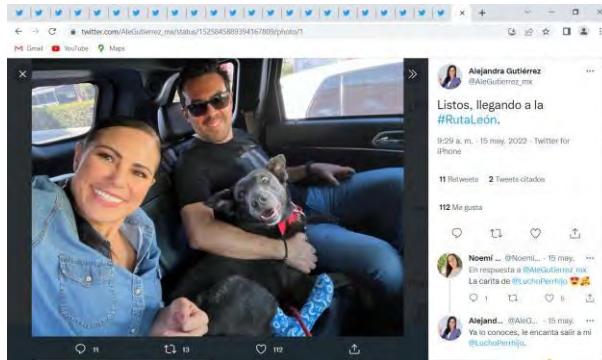 twitter.com/AleGutierrez_mx/status/1525845889394167809/photo/1
Gmail YouTube Maps
Alejandra Gutiérrez
@AleGutierrez_mx
Listos, llegando a la
#RutaLeón.
9:29 a. m. · 15 may. 2022 · Twitter for
iPhone
11 Retweets 2 Tweets citados
112 Me gusta
Noemí ... @Noemi... · 15 may.
En respuesta a @AleGutierrez_mx
La carita de @LuchoPerrhijo
1 5
Alejand... @AleG... · 15 may.
Ya lo conoces, le encanta salir a mi
@LuchoPerrhijo.
11 13 112